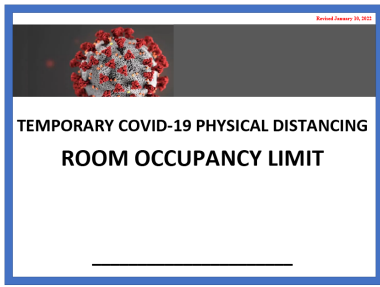 Revised January 10, 2022
TEMPORARY COVID-19 PHYSICAL DISTANCING
ROOM OCCUPANCY LIMIT